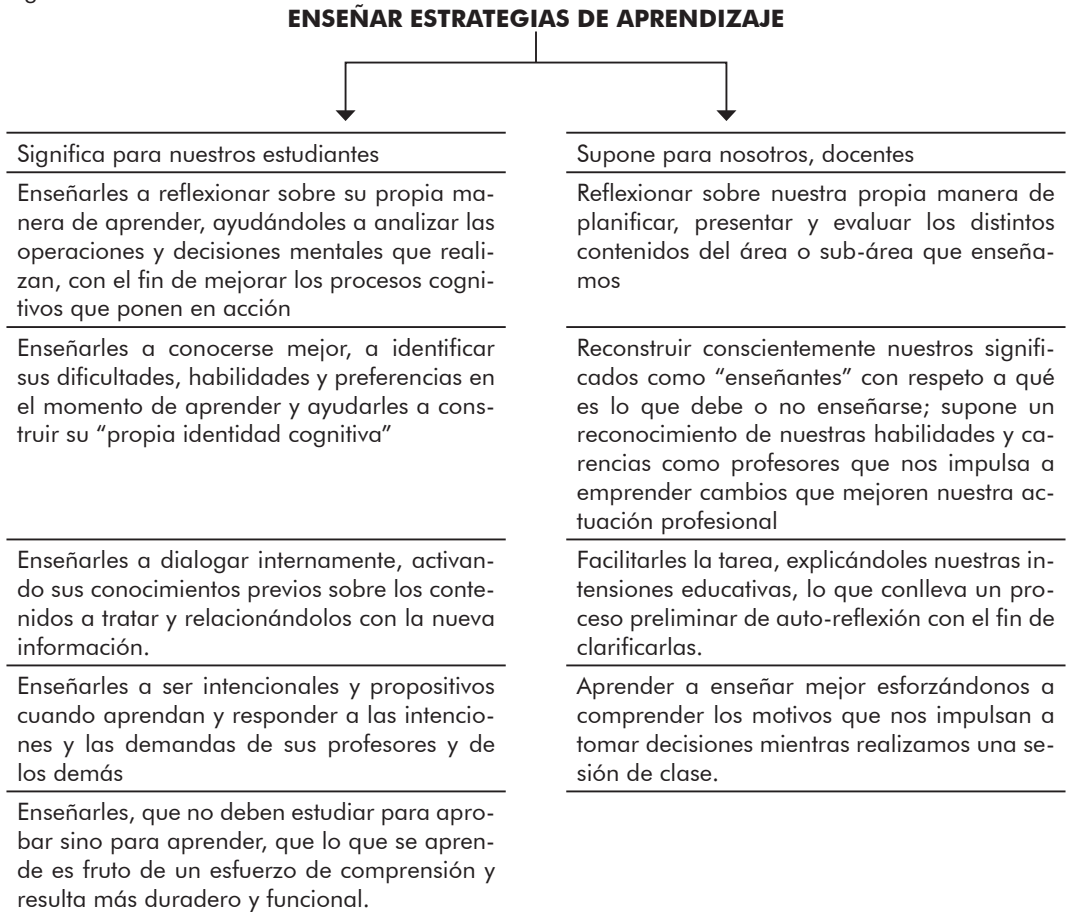 ENSEÑAR ESTRATEGIAS DE APRENDIZAJE
Significa para nuestros estudiantes
Enseñarles a reflexionar sobre su propia ma-
nera de aprender, ayudándoles a analizar las
operaciones y decisiones mentales que reali-
zan, con el fin de mejorar los procesos cogni-
tivos que ponen en acción
Enseñarles a conocerse mejor, a identificar
sus dificultades, habilidades y preferencias en
el momento de aprender y ayudarles a cons-
truir su “propia identidad cognitiva”
Enseñarles a dialogar internamente, activan-
do sus conocimientos previos sobre los conte-
nidos a tratar y relacionándolos con la nueva
información.
Enseñarles a ser intencionales y propositivos
cuando aprendan y responder a las intencio-
nes y las demandas de sus profesores y de
los demás
Enseñarles, que no deben estudiar para apro-
bar sino para aprender, que lo que se apren-
de es fruto de un esfuerzo de comprensión y
resulta más duradero y funcional.
Supone para nosotros, docentes
Reflexionar sobre nuestra propia manera de
planificar, presentar y evaluar los distintos
contenidos del área o sub-área que enseña-
mos
Reconstruir conscientemente nuestros signifi-
cados como “enseñantes” con respeto a qué
es lo que debe o no enseñarse; supone un
reconocimiento de nuestras habilidades y ca-
rencias como profesores que nos impulsa a
emprender cambios que mejoren nuestra ac-
tuación profesional
Facilitarles la tarea, explicándoles nuestras in-
tensiones educativas, lo que conlleva un pro-
ceso preliminar de auto-reflexión con el fin de
clarificarlas.
Aprender a enseñar mejor esforzándonos a
comprender los motivos que nos impulsan a
tomar decisiones mientras realizamos una se-
sión de clase.